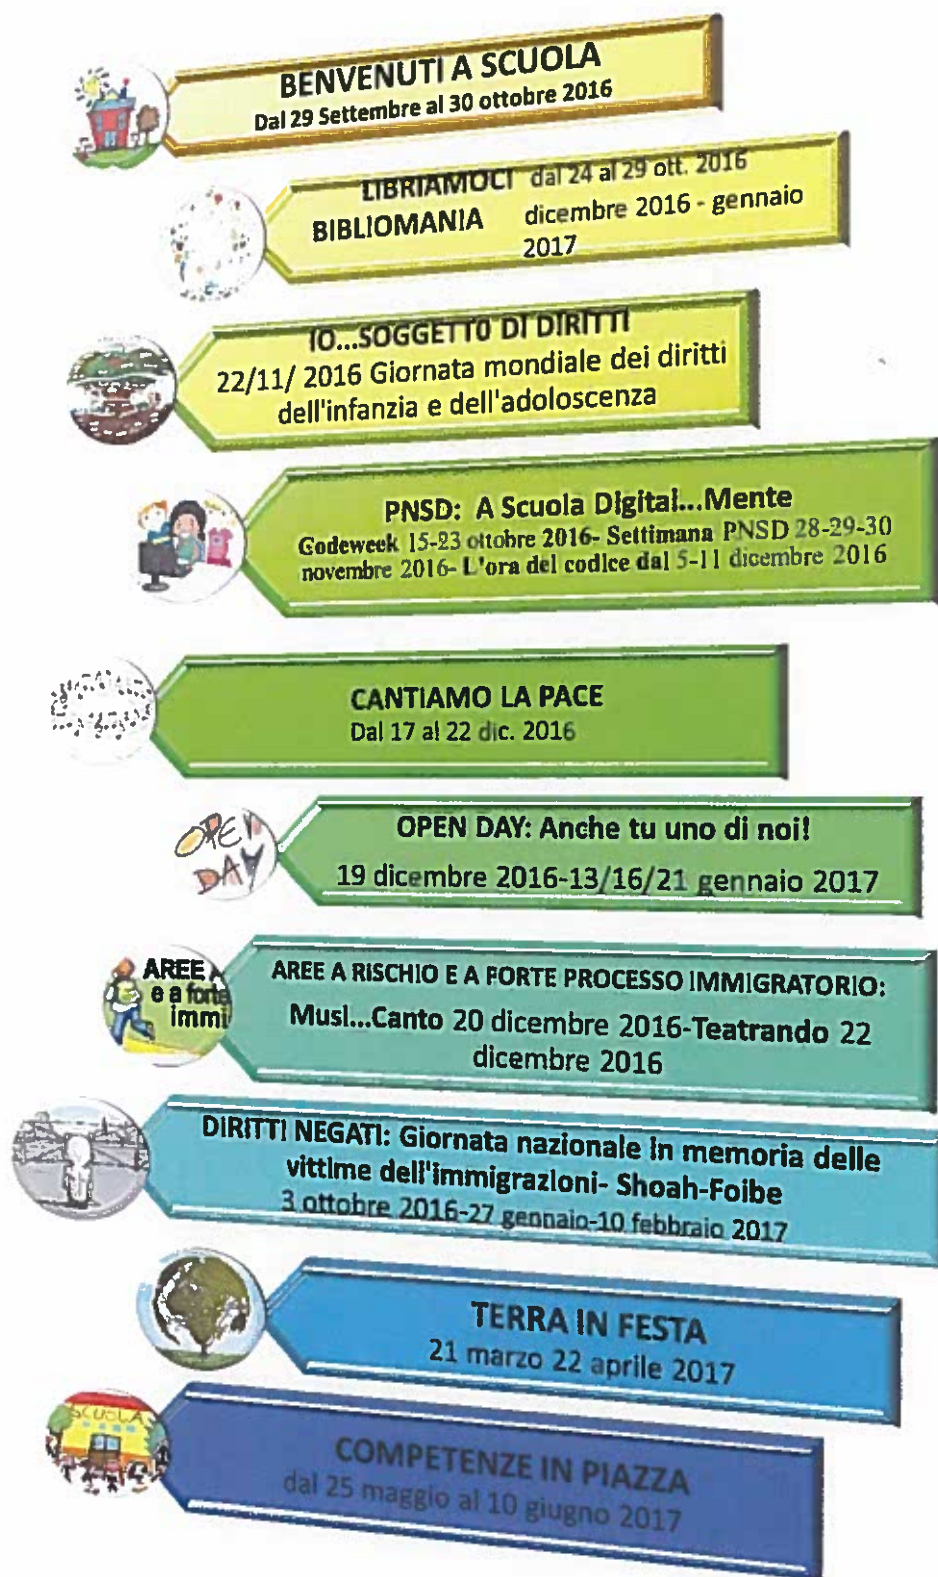 BENVENUTI A SCUOLA
Dal 29 Settembre al 30 ottobre 2016
LIBRIAMOCI dal 24 al 29 ott. 2016
BIBLIOMANIA dicembre 2016 - gennaio
2017
IO...SOGGETTO DI DIRITTI
22/11/ 2016 Giornata mondiale dei diritti
dell'infanzia e dell'adoloscenza
PNSD: A Scuola Digital...Mente
Codeweek 15-23 ottobre 2016- Settimana PNSD 28-29-30
novembre 2016- L'ora del codice dal 5-11 dicembre 2016
CANTIAMO LA PACE
Dal 17 al 22 dic. 2016
OPEN
DAY
OPEN DAY: Anche tu uno di noi!
19 dicembre 2016-13/16/21 gennaio 2017
AREE A
e a forte
immi
AREE A RISCHIO E A FORTE PROCESSO IMMIGRATORIO:
Musi...Canto 20 dicembre 2016-Teatrando 22
dicembre 2016
DIRITTI NEGATI: Giornata nazionale in memoria delle
vittime dell'immigrazioni- Shoah-Foibe
3 ottobre 2016-27 gennaio-10 febbraio 2017
TERRA IN FESTA
21 marzo 22 aprile 2017
SCUOLA
COMPETENZE IN PIAZZA
dal 25 maggio al 10 giugno 2017